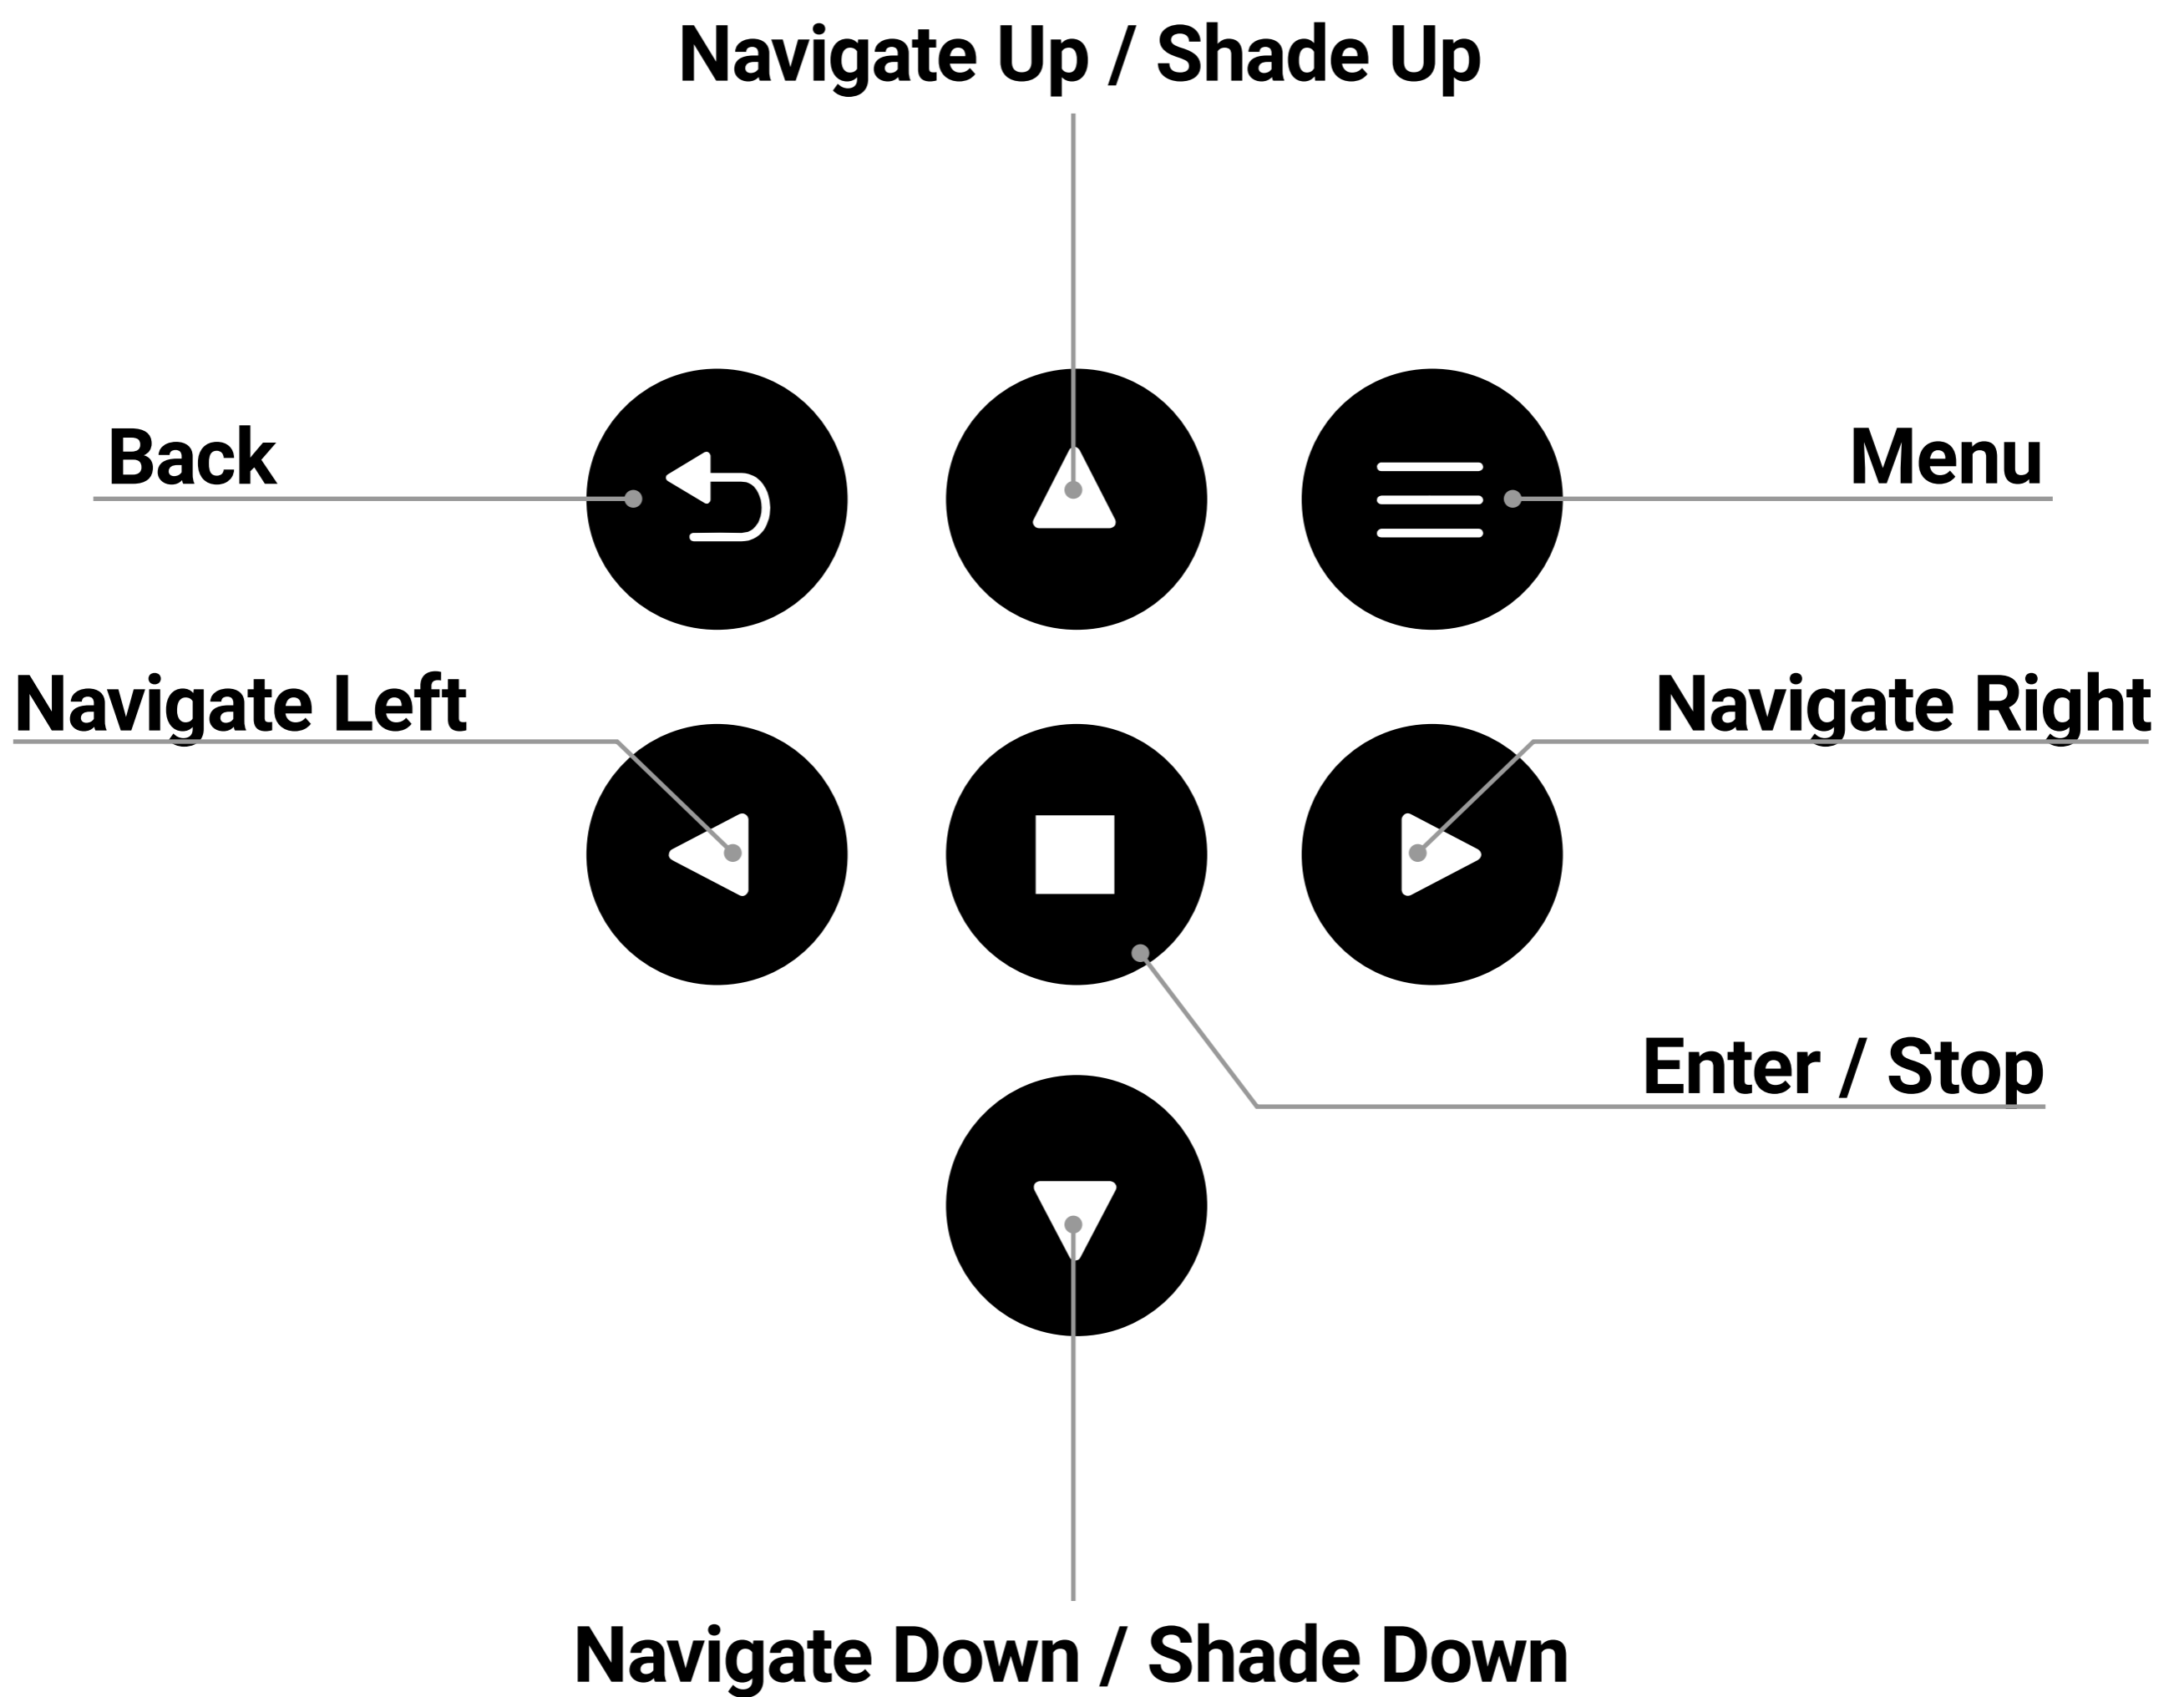 Navigate Up / Shade Up
Back
Menu
Navigate Left
Navigate Right
Enter / Stop
Navigate Down / Shade Down